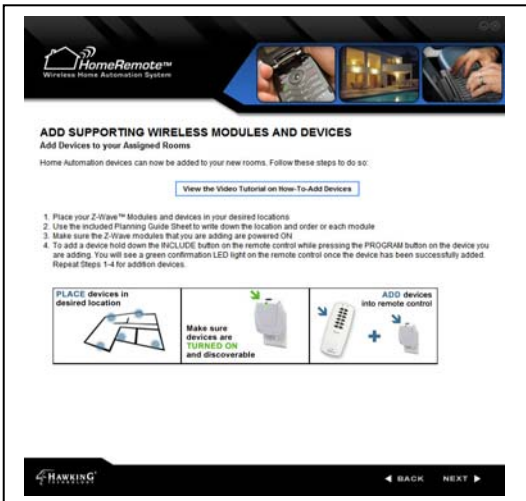 HomeRemote™
Wireless Home Automation System
ADD SUPPORTING WIRELESS MODULES AND DEVICES
Add Devices to your Assigned Rooms
Home Automation devices can now be added to your new rooms. Follow these steps to do so:
View the Video Tutorial on How-To-Add Devices
1. Place your Z-Wave™ Modules and devices in your desired locations
2. Use the included Planning Guide Sheet to write down the location and order or each module
3. Make sure the Z-Wave modules that you are adding are powered ON
4. To add a device hold down the INCLUDE button on the remote control while pressing the PROGRAM button on the device you
are adding. You will see a green confirmation LED light on the remote control once the device has been successfully added.
Repeat Steps 1-4 for addition devices.
PLACE devices in
desired location
Make sure
devices are
TURNED ON
and discoverable
ADD devices
into remote control
HAWKING
TECHNOLOGY
BACK NEXT